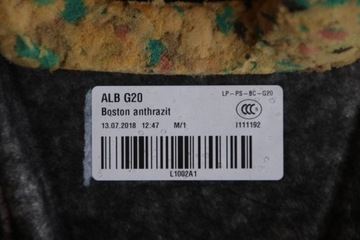 ALB G20 LP-PS-BC-G20
Boston anthrazit
13.07.2018 12:47 M/1 I111192
L1002A1